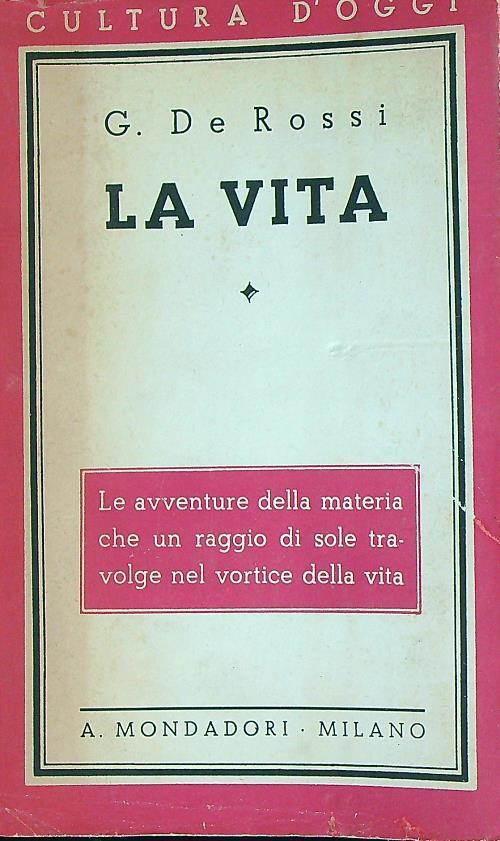 CULTURA D'OGGI
G. De Rossi
LA VITA
Le avventure della materia
che un raggio di sole tra-
volge nel vortice della vita
A. MONDADORI · MILANO